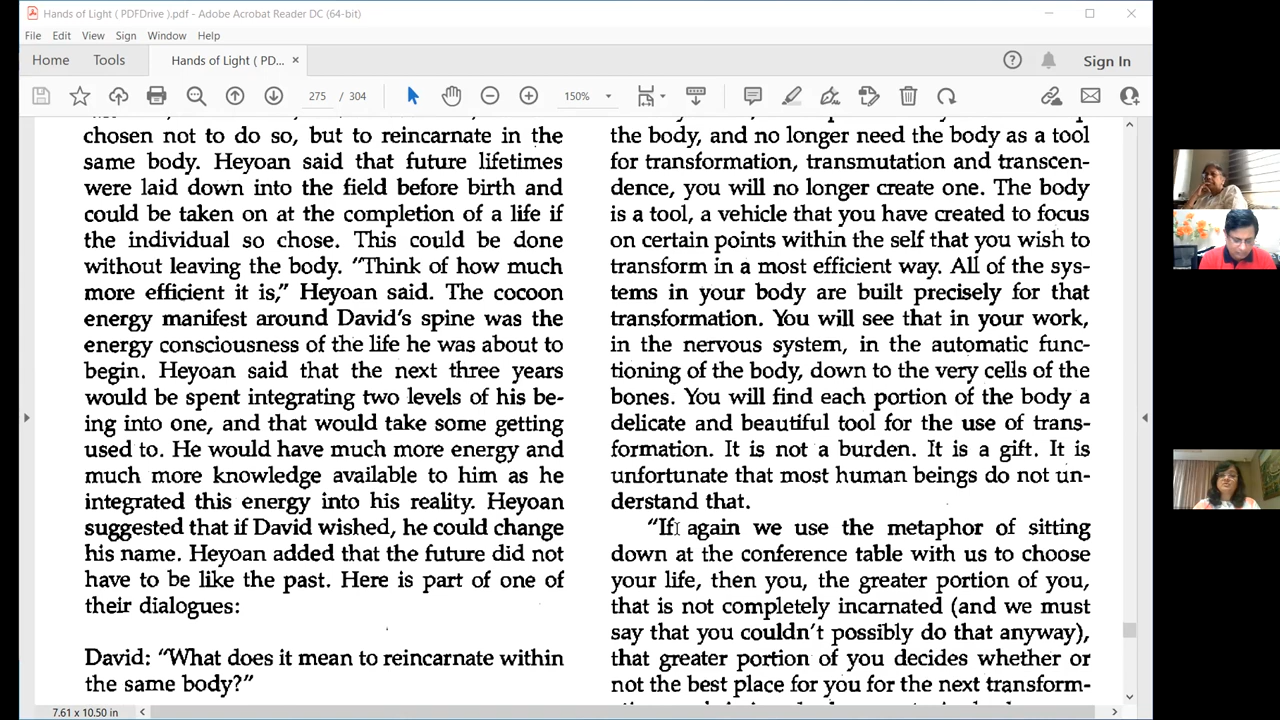 Hands of Light ( PDFDrive ).pdf - Adobe Acrobat Reader DC (64-bit)
File Edit View Sign Window Help
Home Tools Hands of Light ( PD... × Sign In
275 / 304 150%
chosen not to do so, but to reincarnate in the
same body. Heyoan said that future lifetimes
were laid down into the field before birth and
could be taken on at the completion of a life if
the individual so chose. This could be done
without leaving the body. "Think of how much
more efficient it is," Heyoan said. The cocoon
energy manifest around David's spine was the
energy consciousness of the life he was about to
begin. Heyoan said that the next three years
would be spent integrating two levels of his be-
ing into one, and that would take some getting
used to. He would have much more energy and
much more knowledge available to him as he
integrated this energy into his reality. Heyoan
suggested that if David wished, he could change
his name. Heyoan added that the future did not
have to be like the past. Here is part of one of
their dialogues:
David: "What does it mean to reincarnate within
the same body?"
the body, and no longer need the body as a tool
for transformation, transmutation and transcen-
dence, you will no longer create one. The body
is a tool, a vehicle that you have created to focus
on certain points within the self that you wish to
transform in a most efficient way. All of the sys-
tems in your body are built precisely for that
transformation. You will see that in your work,
in the nervous system, in the automatic func-
tioning of the body, down to the very cells of the
bones. You will find each portion of the body a
delicate and beautiful tool for the use of trans-
formation. It is not a burden. It is a gift. It is
unfortunate that most human beings do not un-
derstand that.
"If again we use the metaphor of sitting
down at the conference table with us to choose
your life, then you, the greater portion of you,
that is not completely incarnated (and we must
say that you couldn't possibly do that anyway),
that greater portion of you decides whether or
not the best place for you for the next transform-
7.61 x 10.50 in